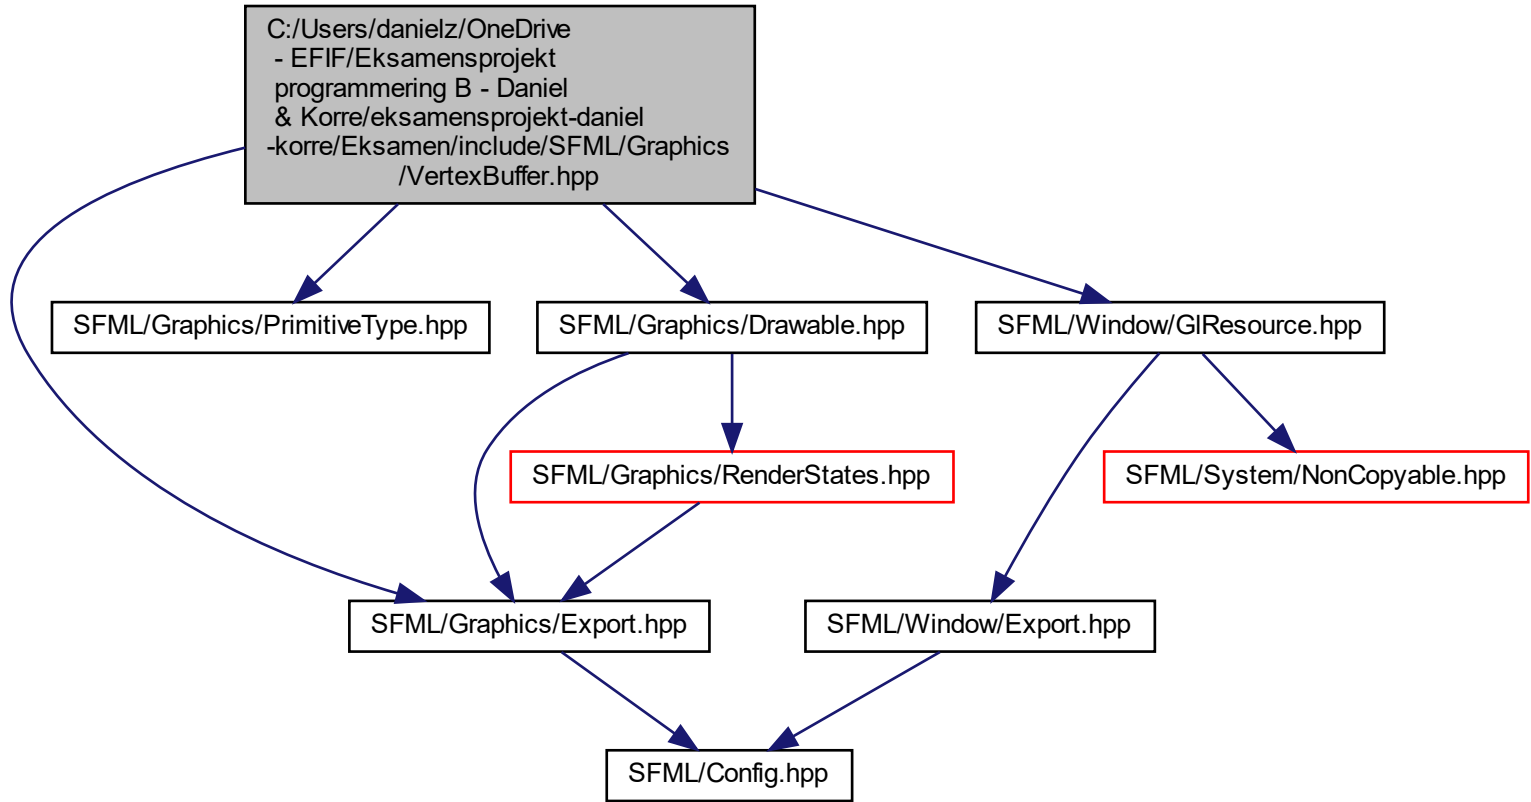 C:/Users/danielz/OneDrive
- EFIF/Eksamensprojekt
programmering B - Daniel
& Korre/eksamensprojekt-daniel
-korre/Eksamen/include/SFML/Graphics
/VertexBuffer.hpp
SFML/Graphics/PrimitiveType.hpp
SFML/Graphics/Drawable.hpp
SFML/Window/GlResource.hpp
SFML/Graphics/RenderStates.hpp
SFML/System/NonCopyable.hpp
SFML/Graphics/Export.hpp
SFML/Window/Export.hpp
SFML/Config.hpp